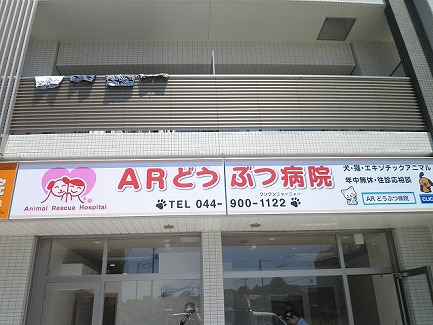 ARどうぶつ病院
ワンワンニャーニャー
TEL 044-900-1122
Animal Rescue Hospital
犬・猫・エキゾチックアニマル
年中無休・往診応相談
AR どうぶつ病院
CLIC